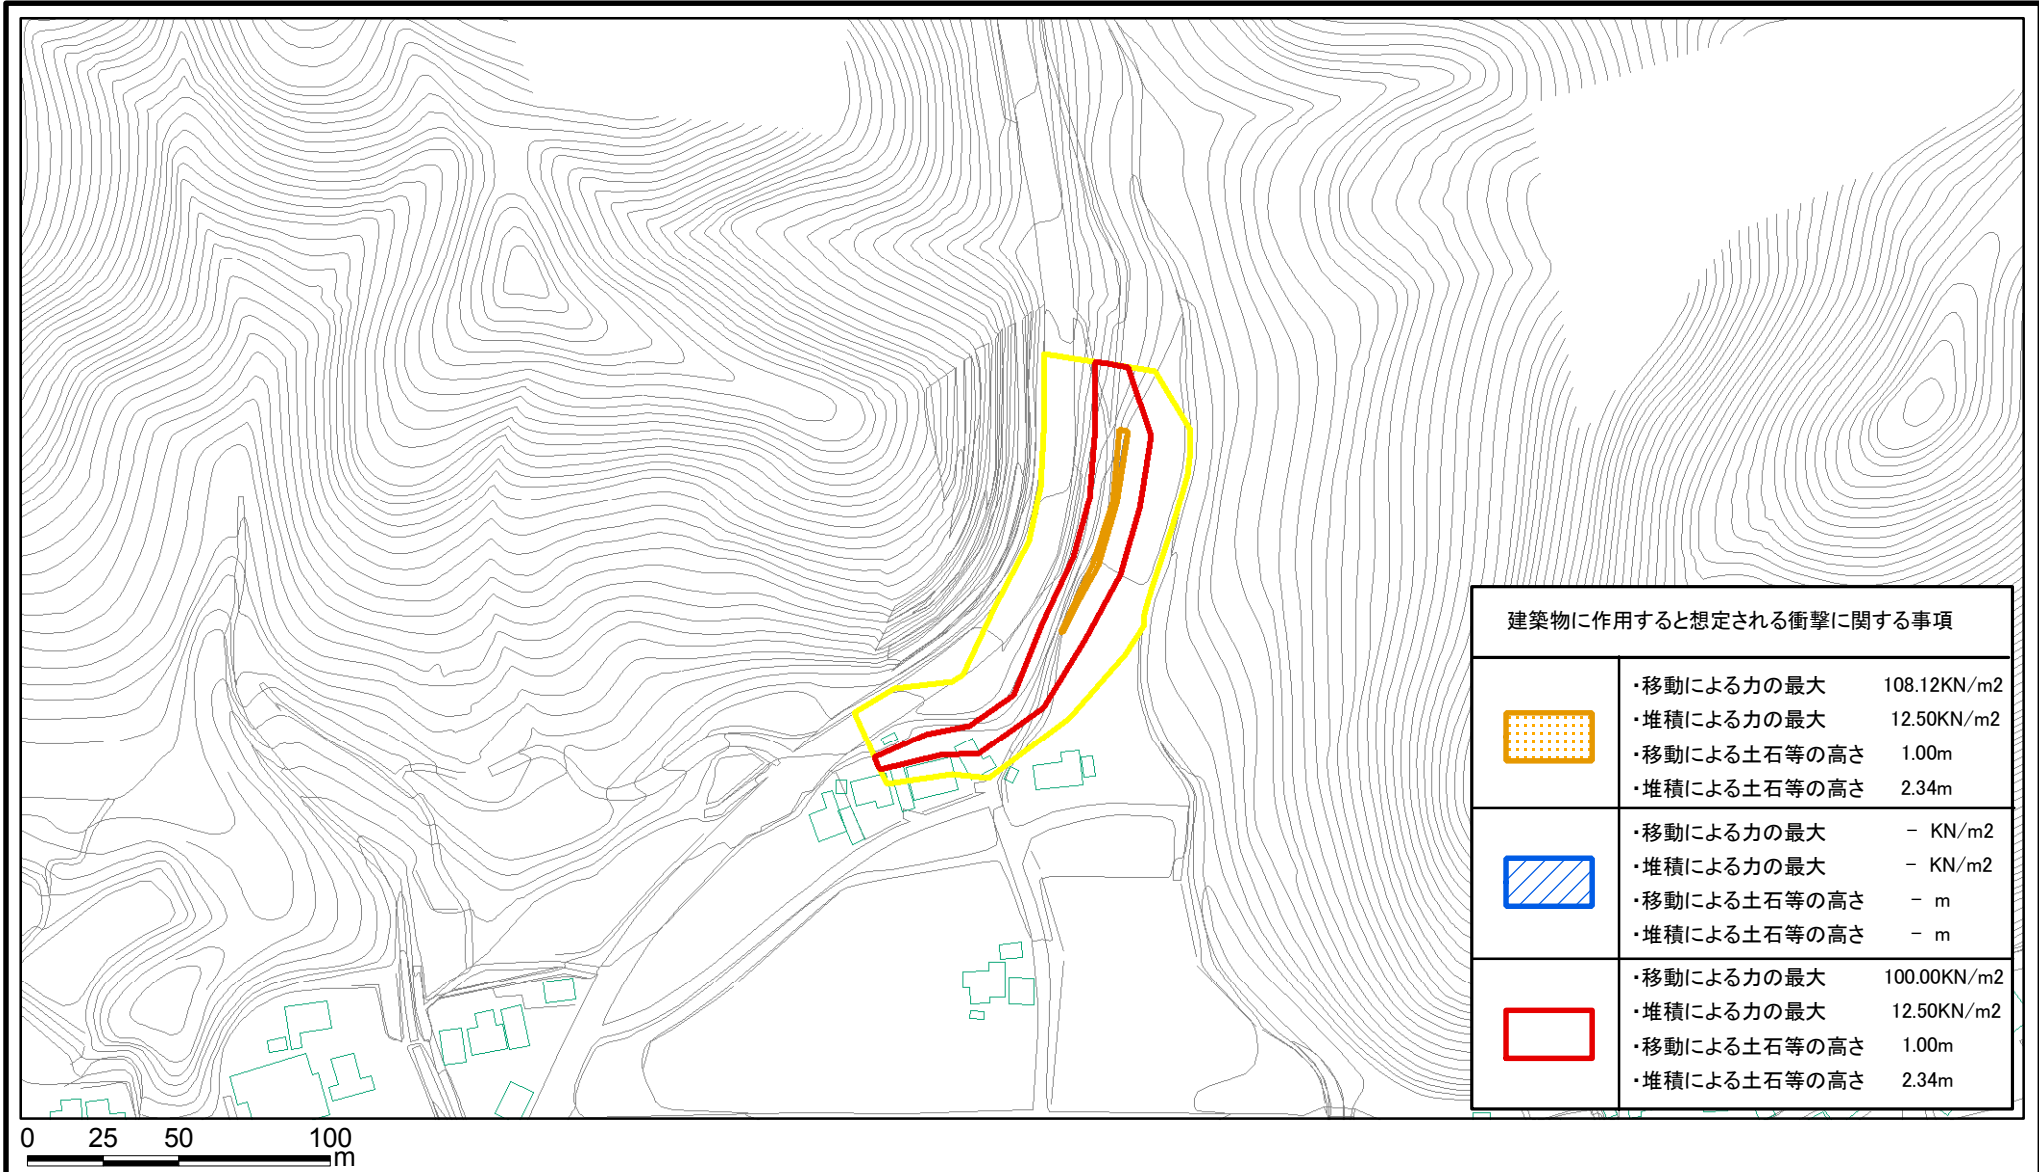 建築物に作用すると想定される衝撃に関する事項
・移動による力の最大 108.12KN/m2
・堆積による力の最大 12.50KN/m2
・移動による土石等の高さ 1.00m
・堆積による土石等の高さ 2.34m
・移動による力の最大 － KN/m2
・堆積による力の最大 － KN/m2
・移動による土石等の高さ － m
・堆積による土石等の高さ － m
・移動による力の最大 100.00KN/m2
・堆積による力の最大 12.50KN/m2
・移動による土石等の高さ 1.00m
・堆積による土石等の高さ 2.34m
0 25 50 100
m